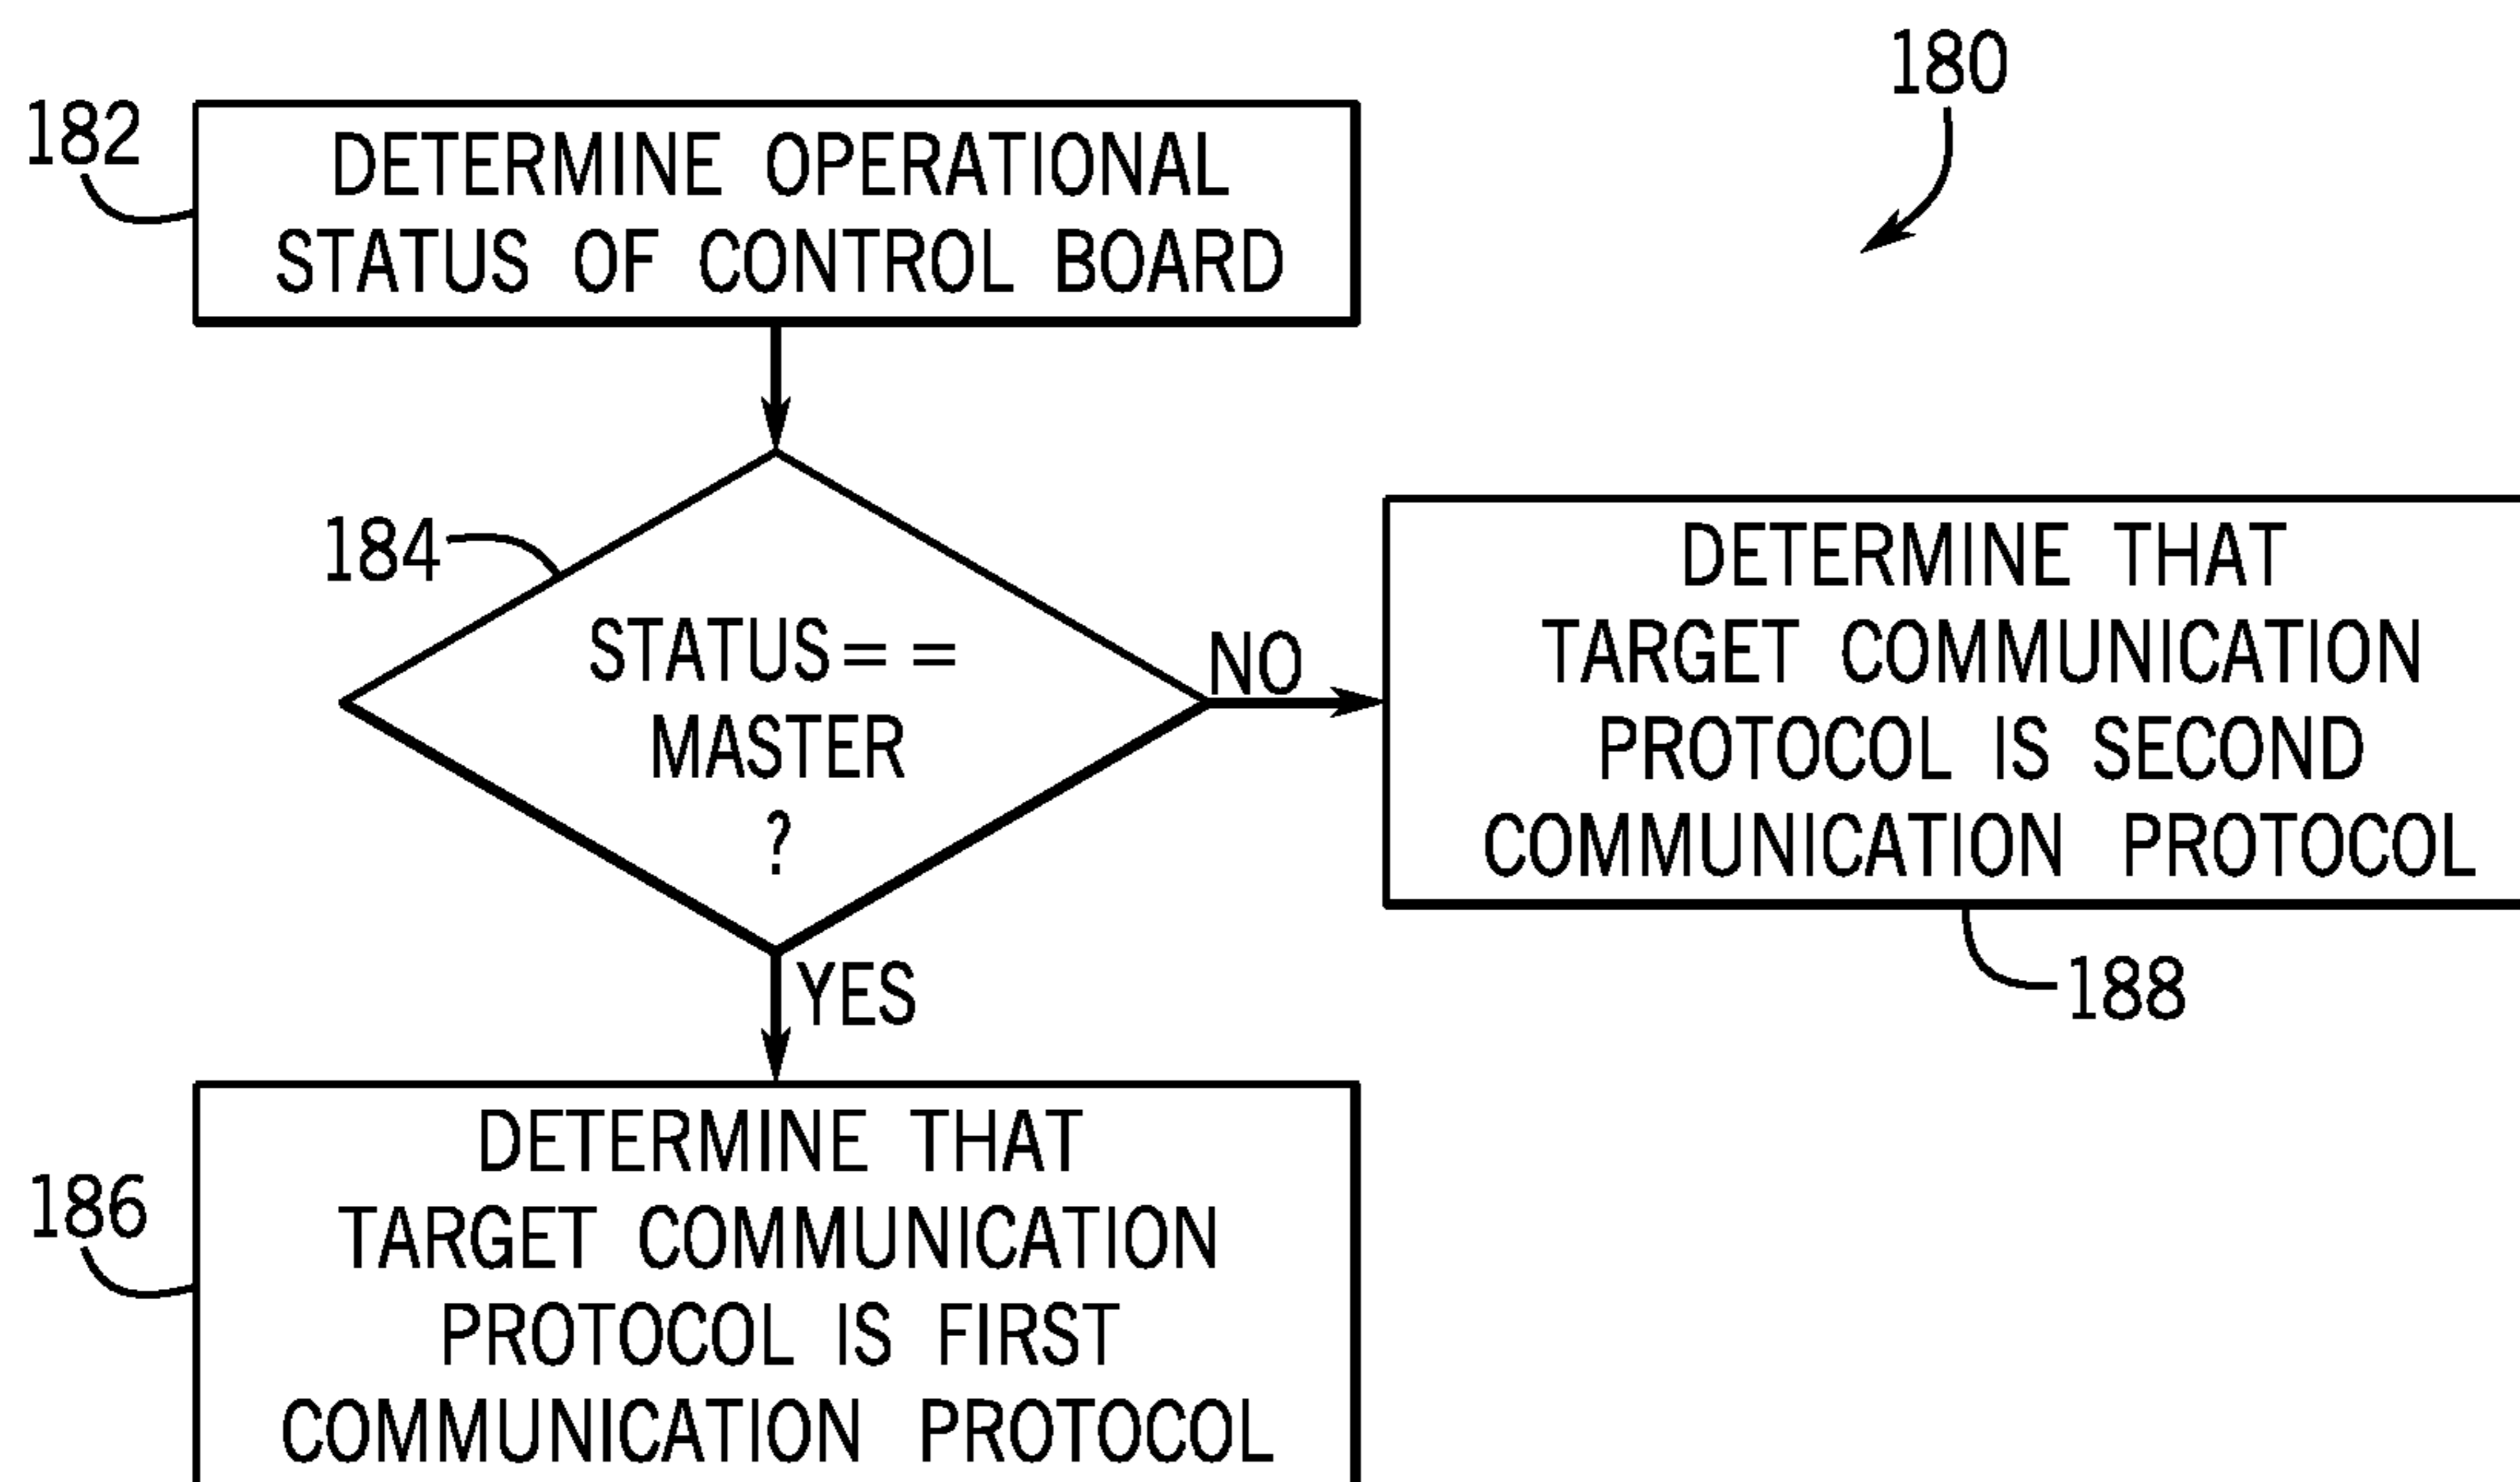 180
182
DETERMINE OPERATIONAL
STATUS OF CONTROL BOARD
184
STATUS==
MASTER
?
NO
DETERMINE THAT
TARGET COMMUNICATION
PROTOCOL IS SECOND
COMMUNICATION PROTOCOL
188
YES
186
DETERMINE THAT
TARGET COMMUNICATION
PROTOCOL IS FIRST
COMMUNICATION PROTOCOL